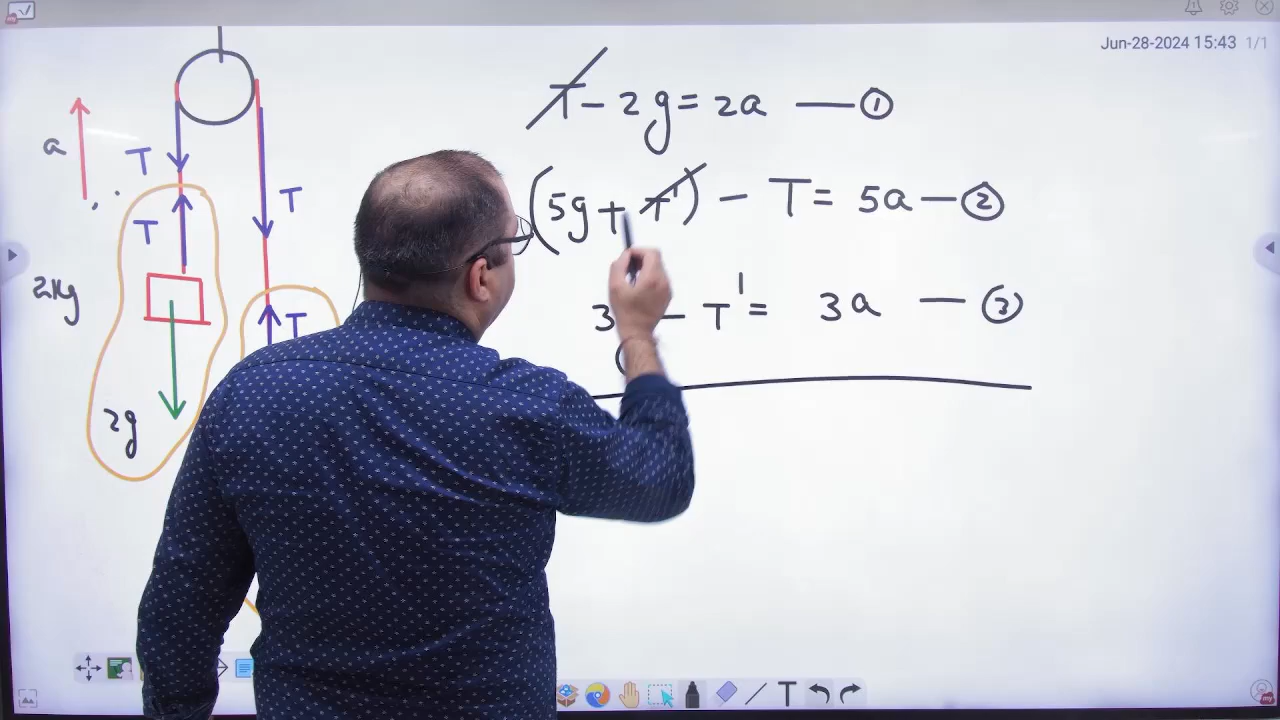 Jun-28-2024 15:43 1/1
T - 2g = 2a — ①
(5g + T') - T = 5a — ②
- T' = 3a — ③
a
T
T
T
2kg
T
2g
T